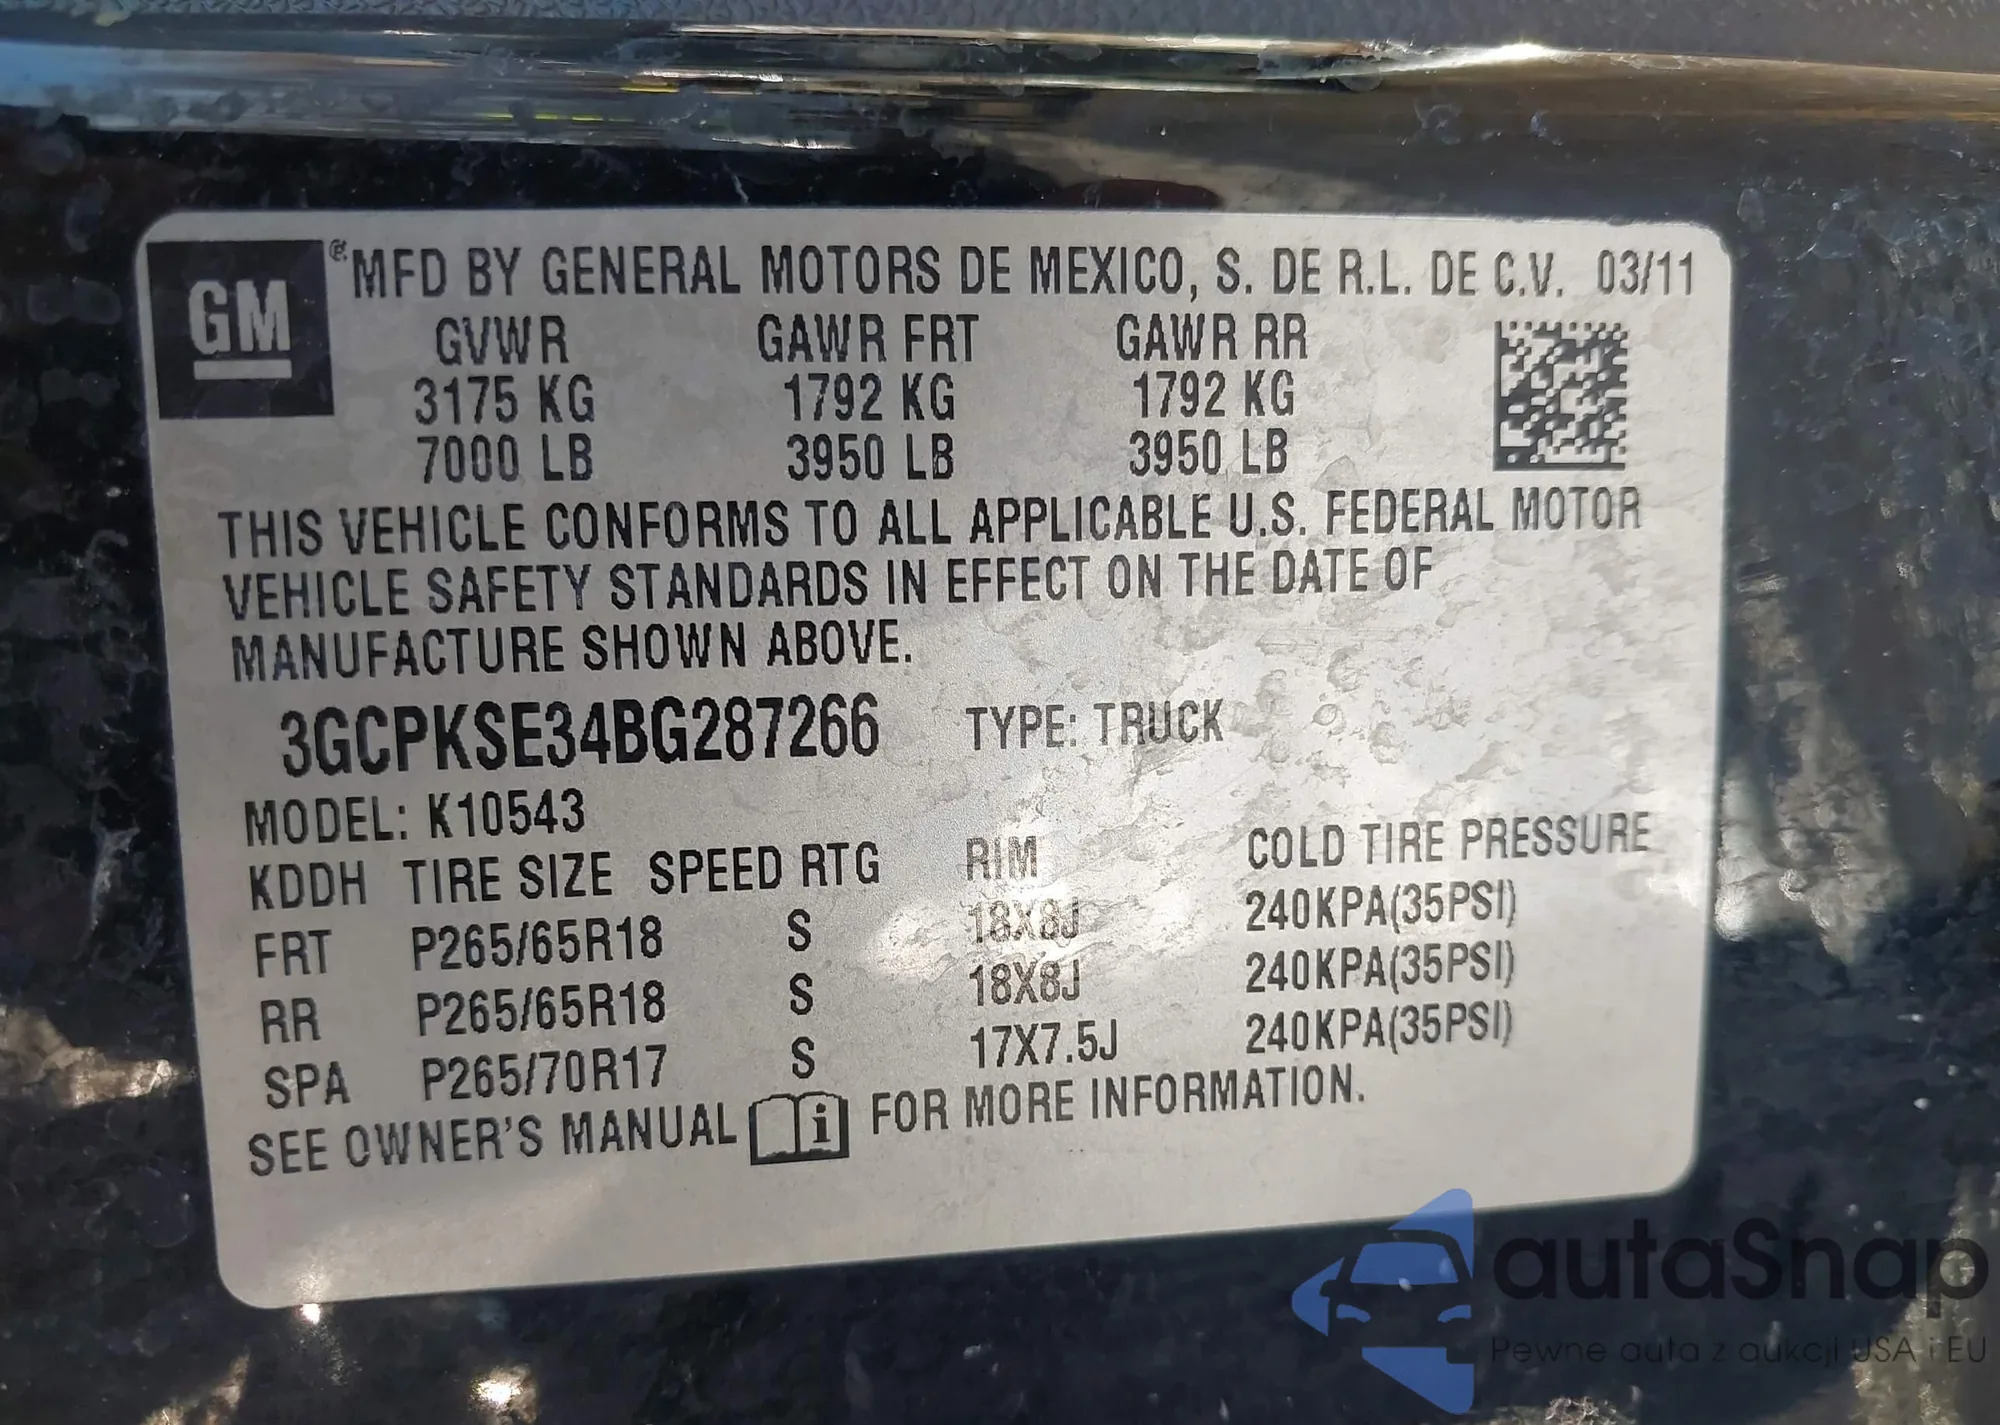 GM
® MFD BY GENERAL MOTORS DE MEXICO, S. DE R.L. DE C.V. 03/11
GVWR GAWR FRT GAWR RR
3175 KG 1792 KG 1792 KG
7000 LB 3950 LB 3950 LB
THIS VEHICLE CONFORMS TO ALL APPLICABLE U.S. FEDERAL MOTOR
VEHICLE SAFETY STANDARDS IN EFFECT ON THE DATE OF
MANUFACTURE SHOWN ABOVE.
3GCPKSE34BG287266 TYPE: TRUCK
MODEL: K10543
KDDH TIRE SIZE SPEED RTG RIM COLD TIRE PRESSURE
FRT P265/65R18 S 18X8J 240KPA(35PSI)
RR P265/65R18 S 18X8J 240KPA(35PSI)
SPA P265/70R17 S 17X7.5J 240KPA(35PSI)
SEE OWNER'S MANUAL i FOR MORE INFORMATION.
autaSnap
Pewne auta z aukcji USA i EU